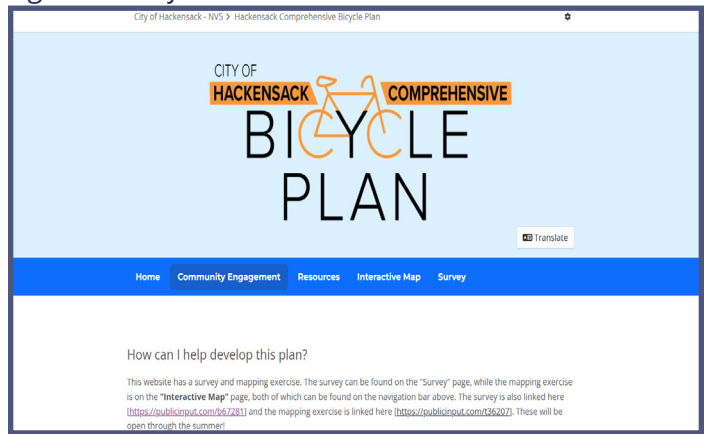 City of Hackensack - NV5 > Hackensack Comprehensive Bicycle Plan
CITY OF
HACKENSACK COMPREHENSIVE
BICYCLE
PLAN
Translate
Home Community Engagement Resources Interactive Map Survey
How can I help develop this plan?
This website has a survey and mapping exercise. The survey can be found on the "Survey" page, while the mapping exercise
is on the "Interactive Map" page, both of which can be found on the navigation bar above. The survey is also linked here
[https://publicinput.com/b67281] and the mapping exercise is linked here [https://publicinput.com/t36207]. These will be
open through the summer!